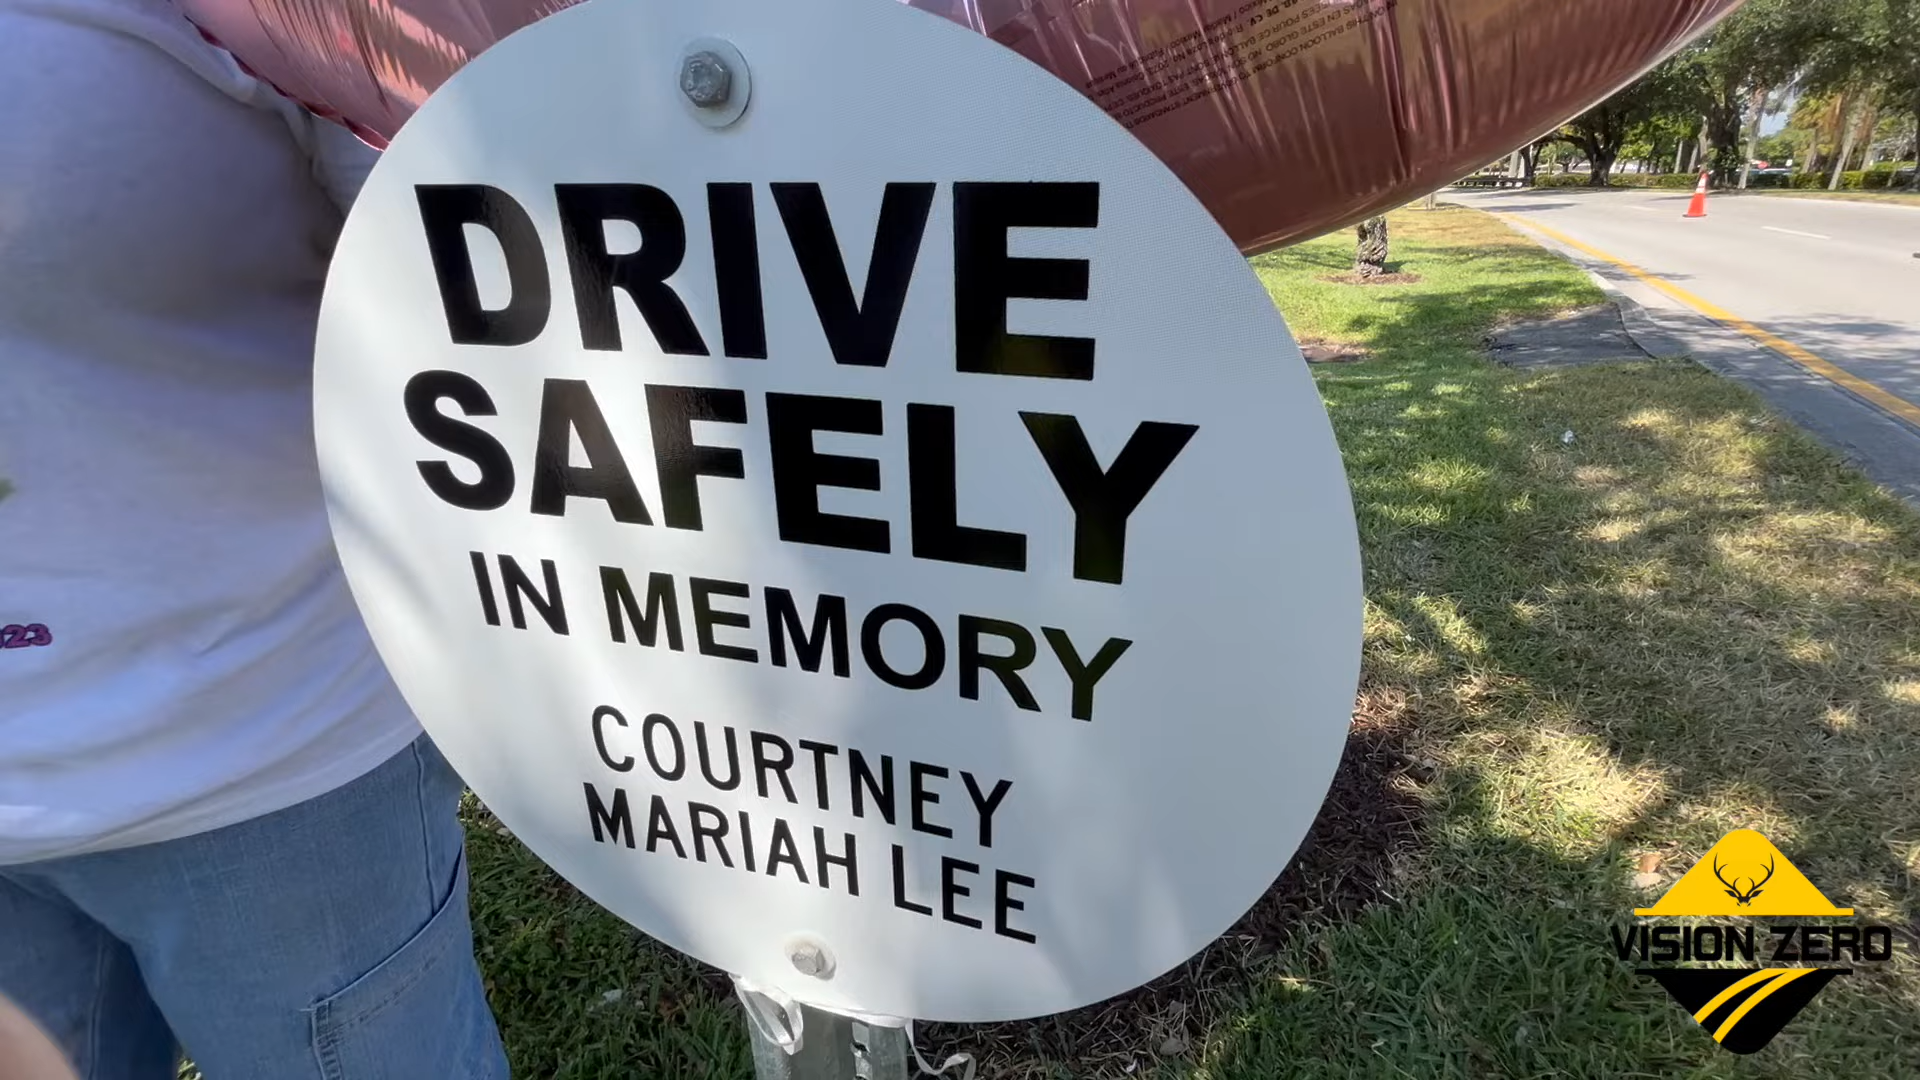 DRIVE
SAFELY
IN MEMORY
COURTNEY
MARIAH LEE
VISION ZERO